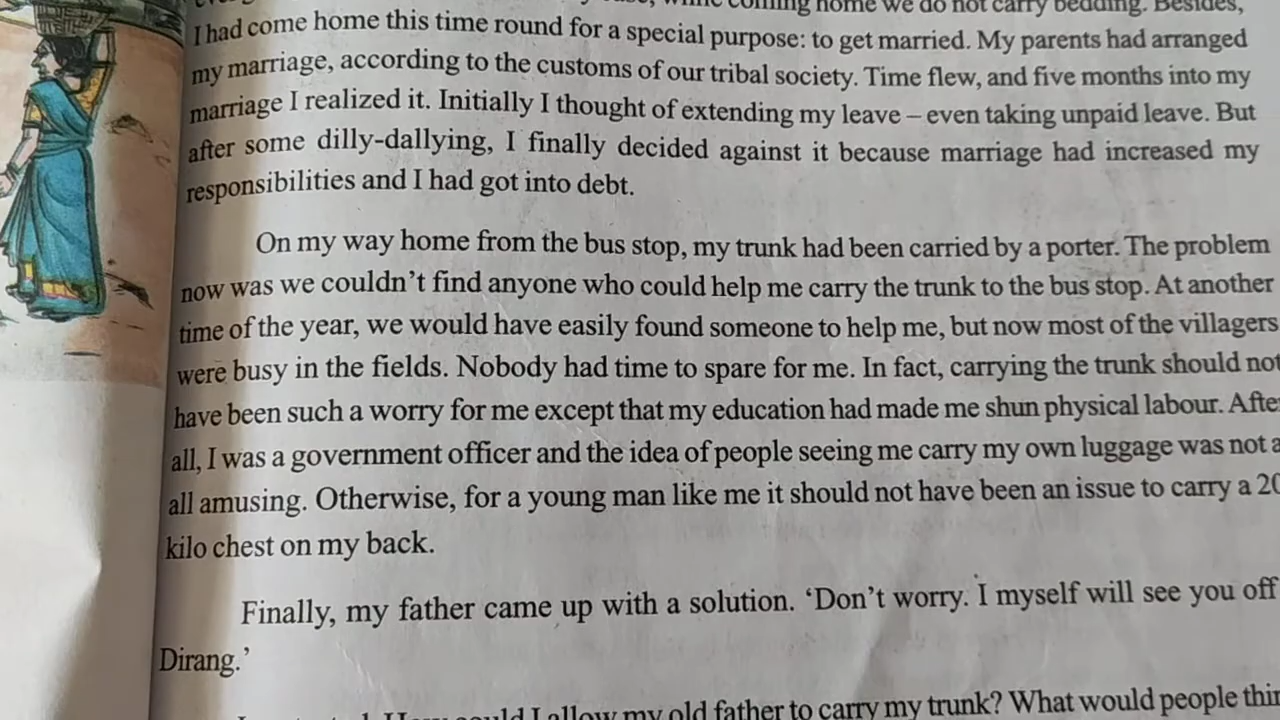 coming home we do not carry bedding. Besides,
I had come home this time round for a special purpose: to get married. My parents had arranged
my marriage, according to the customs of our tribal society. Time flew, and five months into my
marriage I realized it. Initially I thought of extending my leave – even taking unpaid leave. But
after some dilly-dallying, I finally decided against it because marriage had increased my
responsibilities and I had got into debt.
On my way home from the bus stop, my trunk had been carried by a porter. The problem
now was we couldn't find anyone who could help me carry the trunk to the bus stop. At another
time of the year, we would have easily found someone to help me, but now most of the villagers
were busy in the fields. Nobody had time to spare for me. In fact, carrying the trunk should
have been such a worry for me except that my education had made me shun physical labour.
all, I was a government officer and the idea of people seeing me carry my own luggage was not
all amusing. Otherwise, for a young man like me it should not have been an issue to carry a
kilo chest on my back.
Finally, my father came up with a solution. 'Don't worry. I myself will see you off
Dirang.'
I allow my old father to carry my trunk? What would people